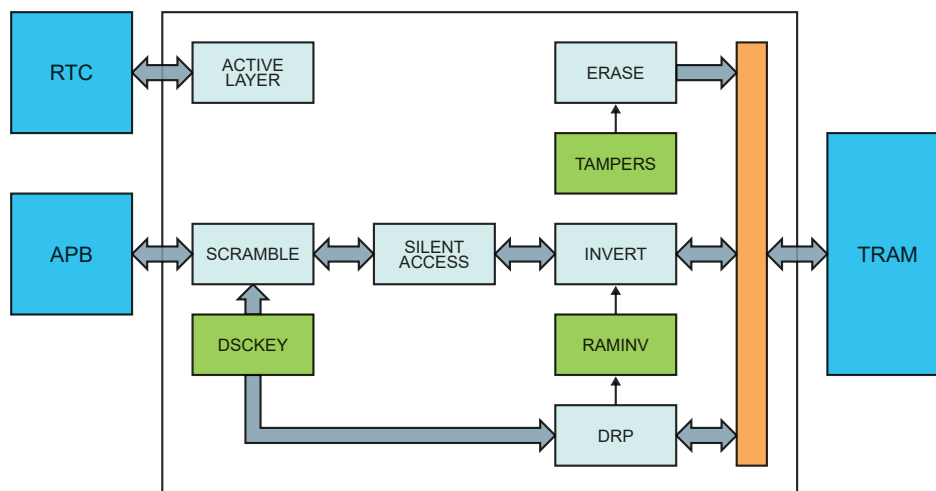 RTC
ACTIVE
LAYER
ERASE
TAMPERS
APB
SCRAMBLE
SILENT
ACCESS
INVERT
TRAM
DSCKEY
RAMINV
DRP